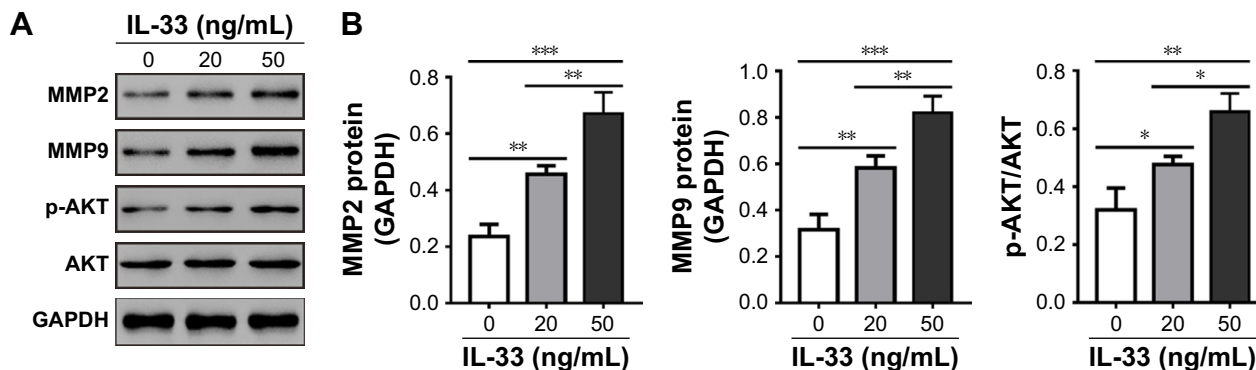 A
IL-33 (ng/mL)
0 20 50
MMP2
MMP9
p-AKT
AKT
GAPDH
B
***
**
**
0.8
0.6
0.4
0.2
0.0
MMP2 protein
(GAPDH)
0 20 50
IL-33 (ng/mL)
***
**
**
1.0
0.8
0.6
0.4
0.2
0.0
MMP9 protein
(GAPDH)
0 20 50
IL-33 (ng/mL)
**
*
*
0.8
0.6
0.4
0.2
0.0
p-AKT/AKT
0 20 50
IL-33 (ng/mL)